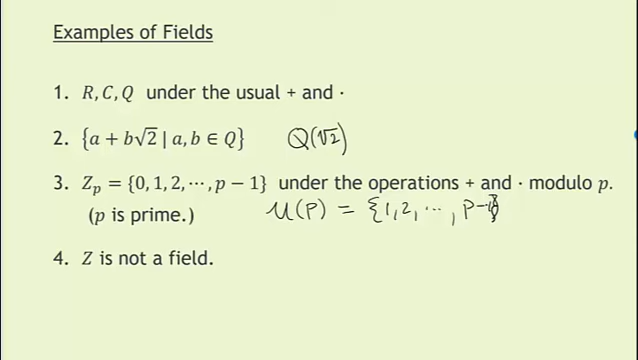 Examples of Fields
1. R, C, Q under the usual + and ·
2. {a + b√2 | a, b ∈ Q} Q(√2)
3. Z_p = {0, 1, 2, ⋯, p − 1} under the operations + and · modulo p.
(p is prime.) U(p) = {1, 2, ⋯, p-1}
4. Z is not a field.